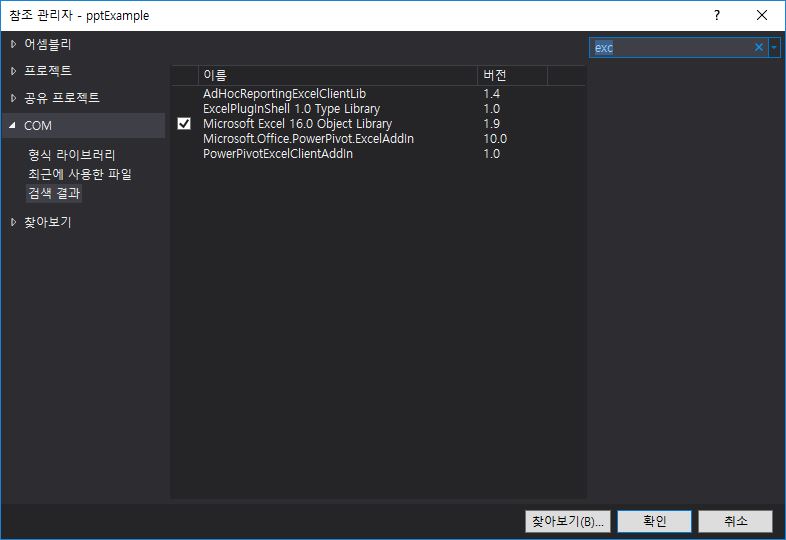 참조 관리자 - pptExample
? ×
▷ 어셈블리
▷ 프로젝트
▷ 공유 프로젝트
◢ COM
형식 라이브러리
최근에 사용한 파일
검색 결과
▷ 찾아보기
exc
이름 버전
AdHocReportingExcelClientLib 1.4
ExcelPlugInShell 1.0 Type Library 1.0
Microsoft Excel 16.0 Object Library 1.9
Microsoft.Office.PowerPivot.ExcelAddIn 10.0
PowerPivotExcelClientAddIn 1.0
찾아보기(B)... 확인 취소